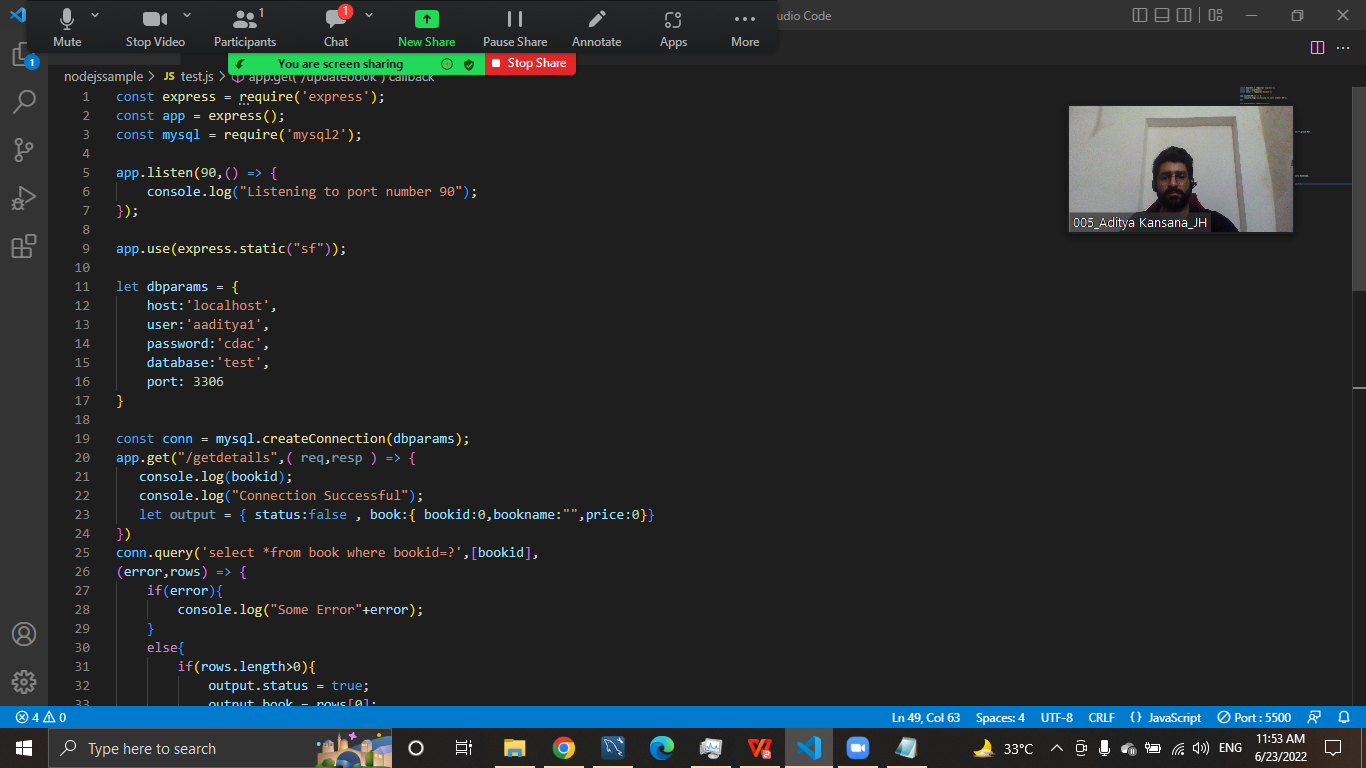 1
1
Mute
Stop Video
Participants
Chat
New Share
Pause Share
Annotate
Apps
More
udio Code
You are screen sharing
Stop Share
1
nodejssample > JS test.js > app.get("/updatebook") callback
1 const express = require('express');
2 const app = express();
3 const mysql = require('mysql2');
4
5 app.listen(90,() => {
6 console.log("Listening to port number 90");
7 });
8
9 app.use(express.static("sf"));
10
11 let dbparams = {
12 host:'localhost',
13 user:'aaditya1',
14 password:'cdac',
15 database:'test',
16 port: 3306
17 }
18
19 const conn = mysql.createConnection(dbparams);
20 app.get("/getdetails",( req,resp ) => {
21 console.log(bookid);
22 console.log("Connection Successful");
23 let output = { status:false , book:{ bookid:0,bookname:"",price:0}}
24 })
25 conn.query('select *from book where bookid=?',[bookid],
26 (error,rows) => {
27 if(error){
28 console.log("Some Error"+error);
29 }
30 else{
31 if(rows.length>0){
32 output.status = true;
33 output.book = rows[0];
005_Aditya Kansana_JH
4 0
Ln 49, Col 63
Spaces: 4
UTF-8
CRLF
{} JavaScript
Port : 5500
Type here to search
33°C
ENG
11:53 AM
6/23/2022